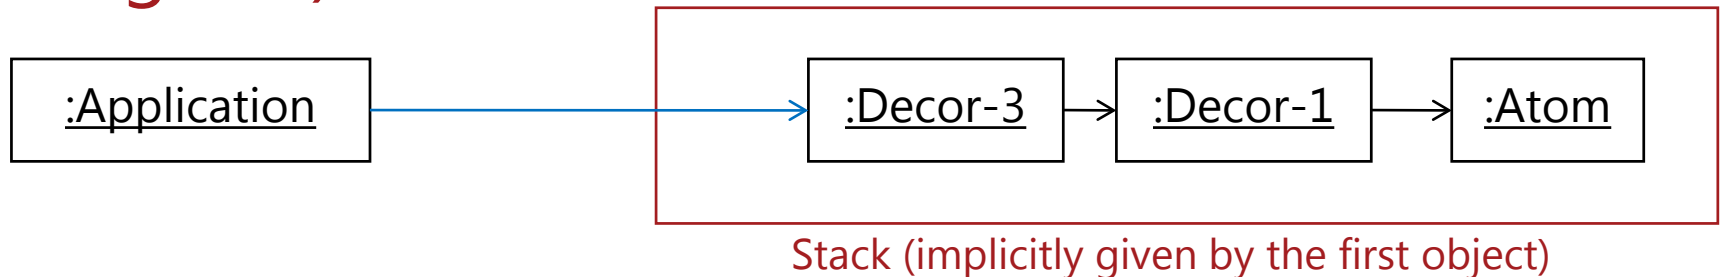 :Application
:Decor-3
:Decor-1
:Atom
Stack (implicitly given by the first object)